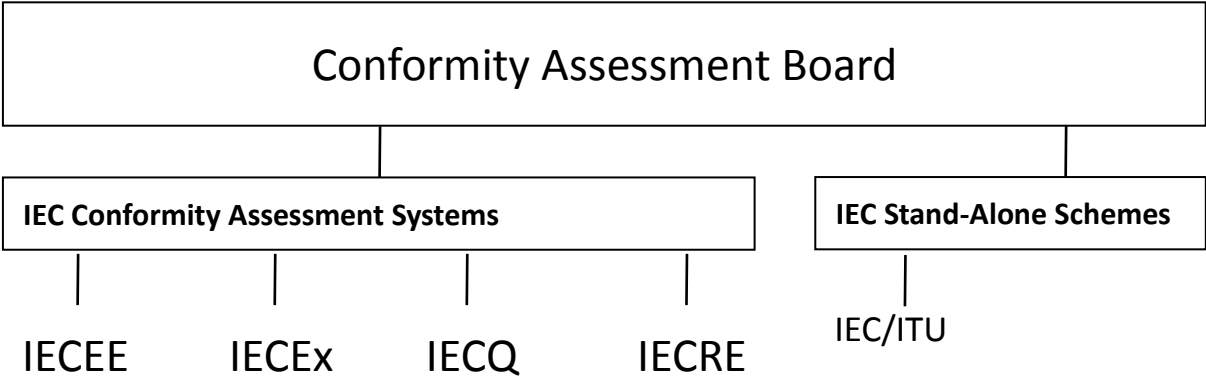 Conformity Assessment Board
IEC Conformity Assessment Systems
IEC Stand-Alone Schemes
IECEE
IECEx
IECQ
IECRE
IEC/ITU